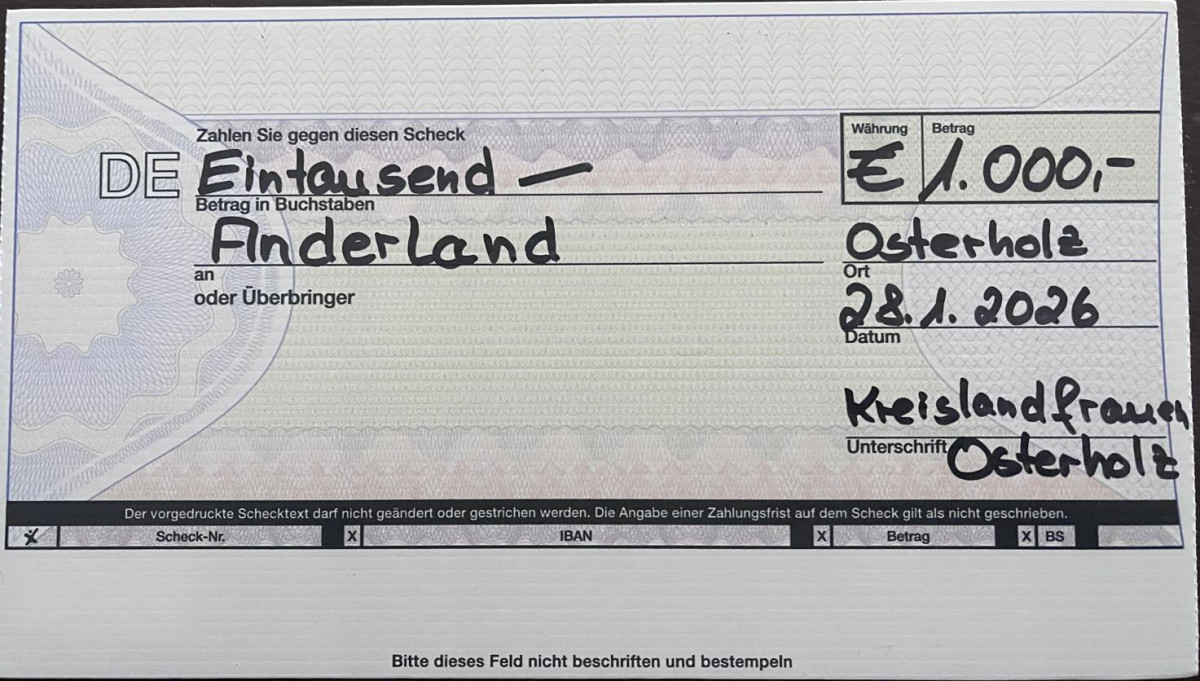 Zahlen Sie gegen diesen Scheck
Währung Betrag
DE Eintausend —
€ 1.000,-
Betrag in Buchstaben
Anderland
Osterholz
an
Ort
oder Überbringer
28.1.2026
Datum
Kreislandfrauen
Unterschrift Osterholz
Der vorgedruckte Schecktext darf nicht geändert oder gestrichen werden. Die Angabe einer Zahlungsfrist auf dem Scheck gilt als nicht geschrieben.
X Scheck-Nr. X IBAN X Betrag X BS
Bitte dieses Feld nicht beschriften und bestempeln